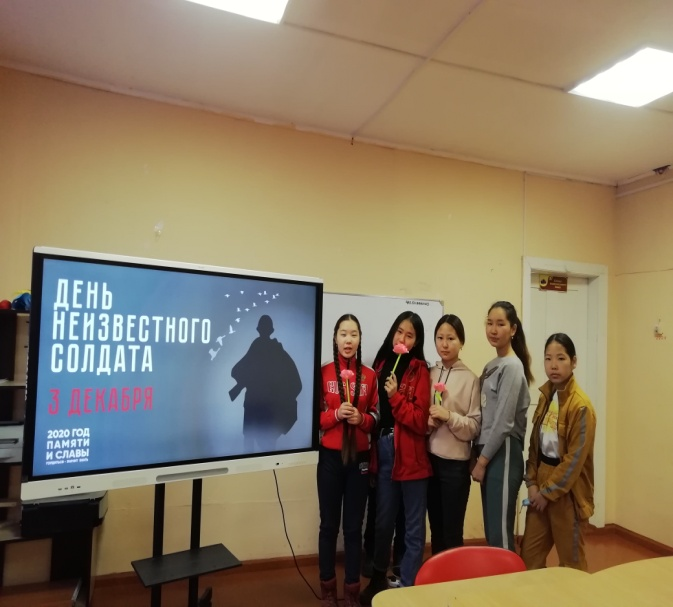 ДЕНЬ
НЕИЗВЕСТНОГО
СОЛДАТА
3 ДЕКАБРЯ
2020 ГОД
ПАМЯТИ
И СЛАВЫ